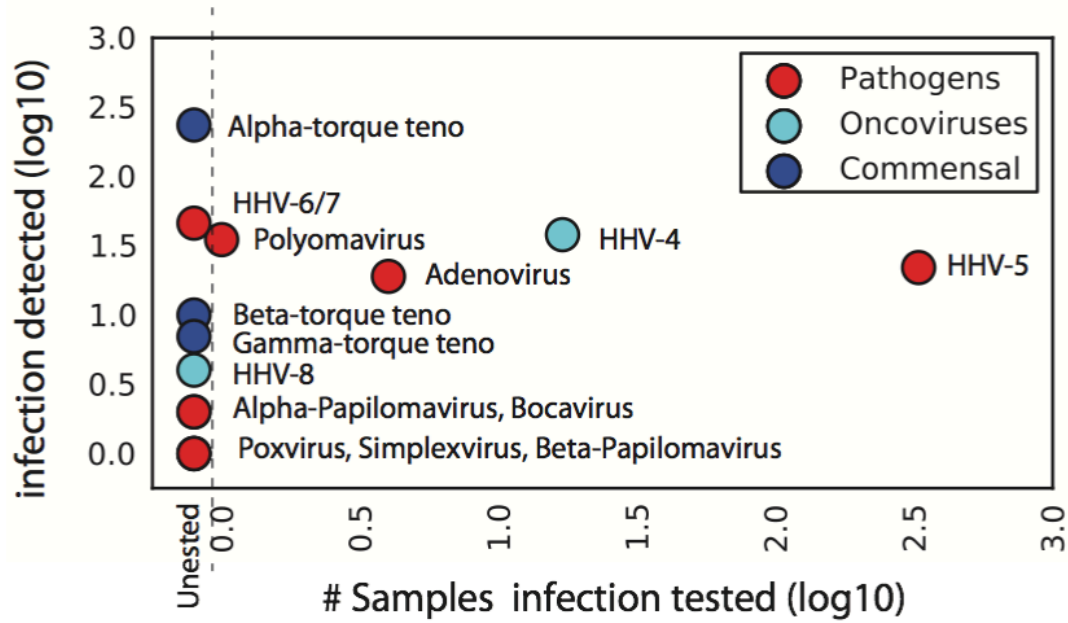 infection detected (log10)
3.0
2.5
2.0
1.5
1.0
0.5
0.0
Pathogens
Oncoviruses
Commensal
Alpha-torque teno
HHV-6/7
Polyomavirus
HHV-4
HHV-5
Adenovirus
Beta-torque teno
Gamma-torque teno
HHV-8
Alpha-Papilomavirus, Bocavirus
Poxvirus, Simplexvirus, Beta-Papilomavirus
Unested
0.0
0.5
1.0
1.5
2.0
2.5
3.0
# Samples infection tested (log10)